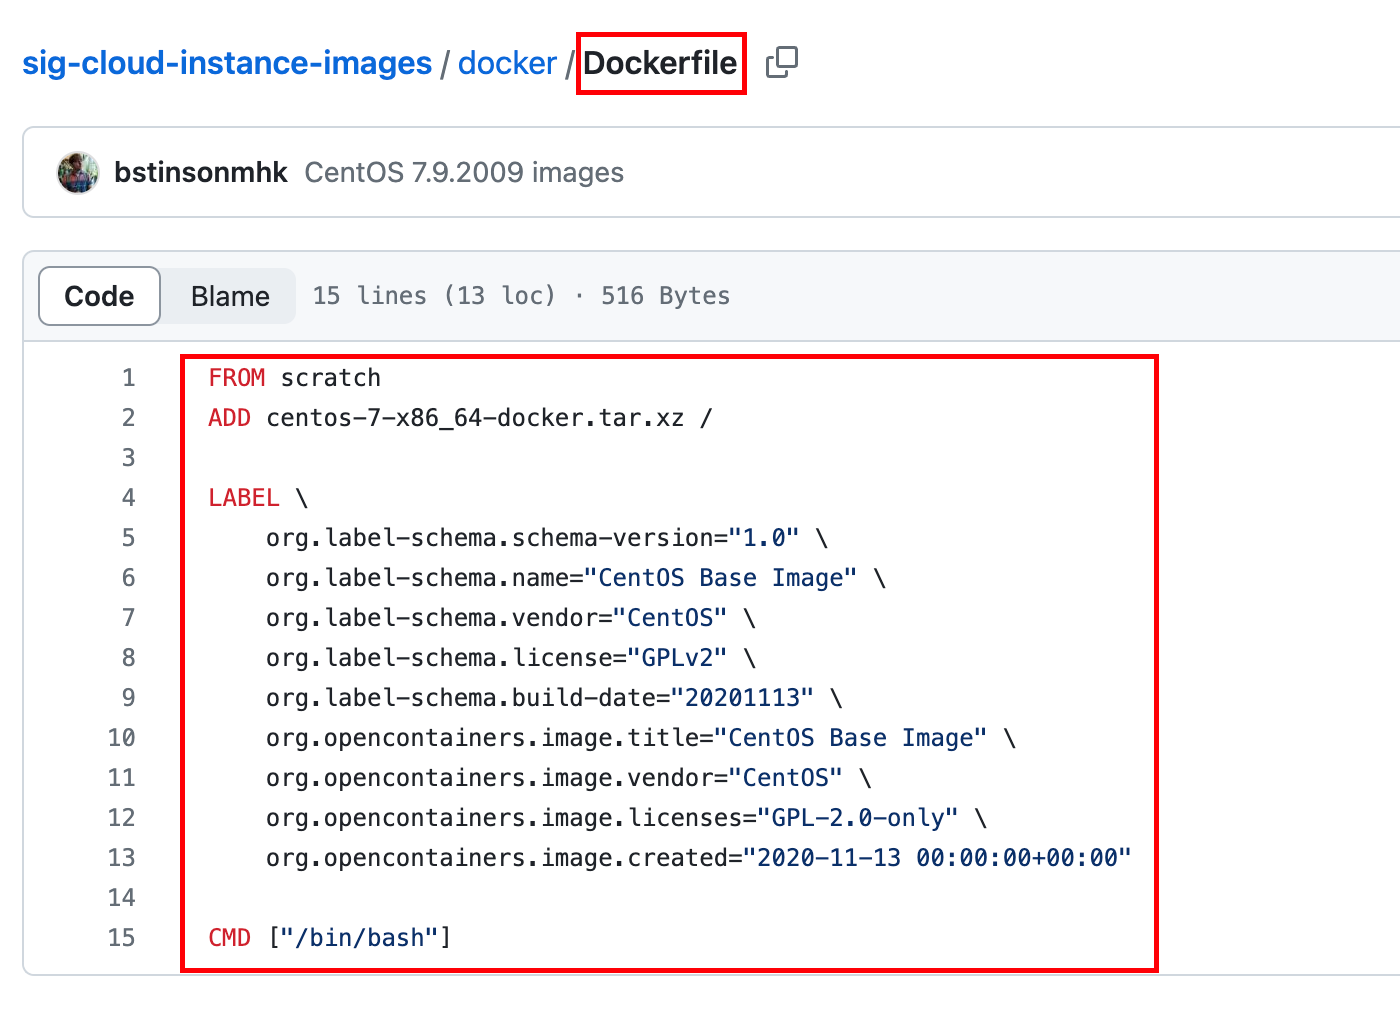 sig-cloud-instance-images / docker / Dockerfile
bstinsonmhk CentOS 7.9.2009 images
Code Blame 15 lines (13 loc) · 516 Bytes
1 FROM scratch
2 ADD centos-7-x86_64-docker.tar.xz /
3
4 LABEL \
5     org.label-schema.schema-version="1.0" \
6     org.label-schema.name="CentOS Base Image" \
7     org.label-schema.vendor="CentOS" \
8     org.label-schema.license="GPLv2" \
9     org.label-schema.build-date="20201113" \
10     org.opencontainers.image.title="CentOS Base Image" \
11     org.opencontainers.image.vendor="CentOS" \
12     org.opencontainers.image.licenses="GPL-2.0-only" \
13     org.opencontainers.image.created="2020-11-13 00:00:00+00:00"
14
15 CMD ["/bin/bash"]